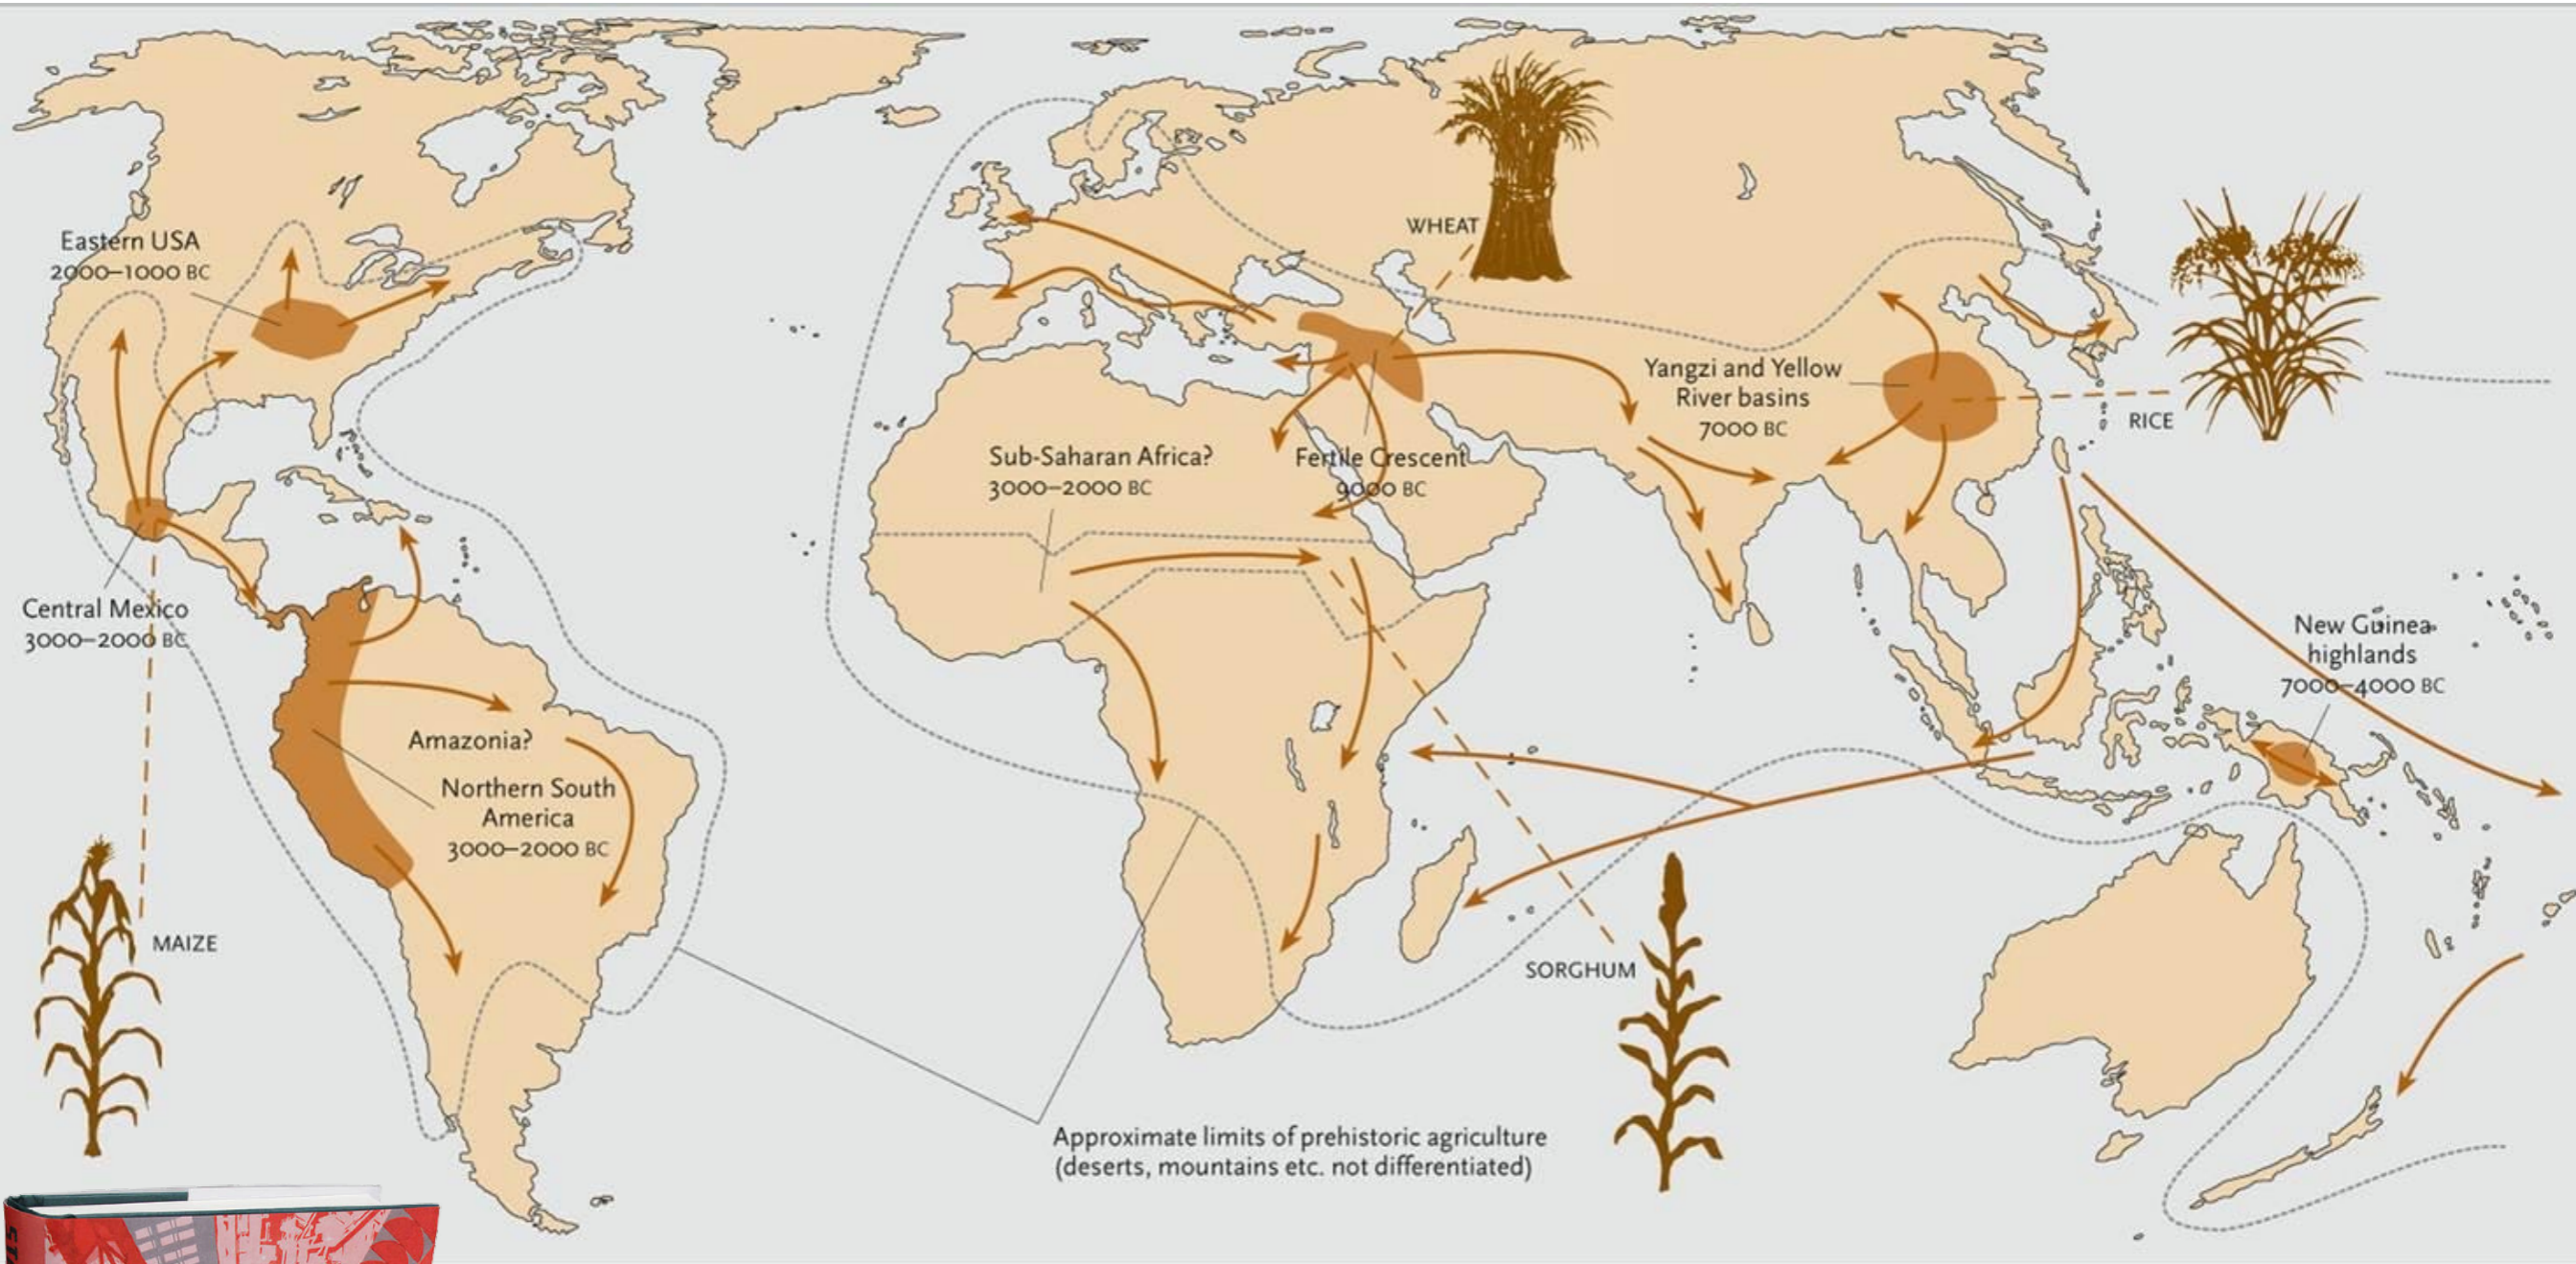 Eastern USA
2000–1000 BC
WHEAT
Yangzi and Yellow
River basins
7000 BC
RICE
Sub-Saharan Africa?
3000–2000 BC
Fertile Crescent
9000 BC
Central Mexico
3000–2000 BC
New Guinea
highlands
7000–4000 BC
Amazonia?
Northern South
America
3000–2000 BC
MAIZE
SORGHUM
Approximate limits of prehistoric agriculture
(deserts, mountains etc. not differentiated)